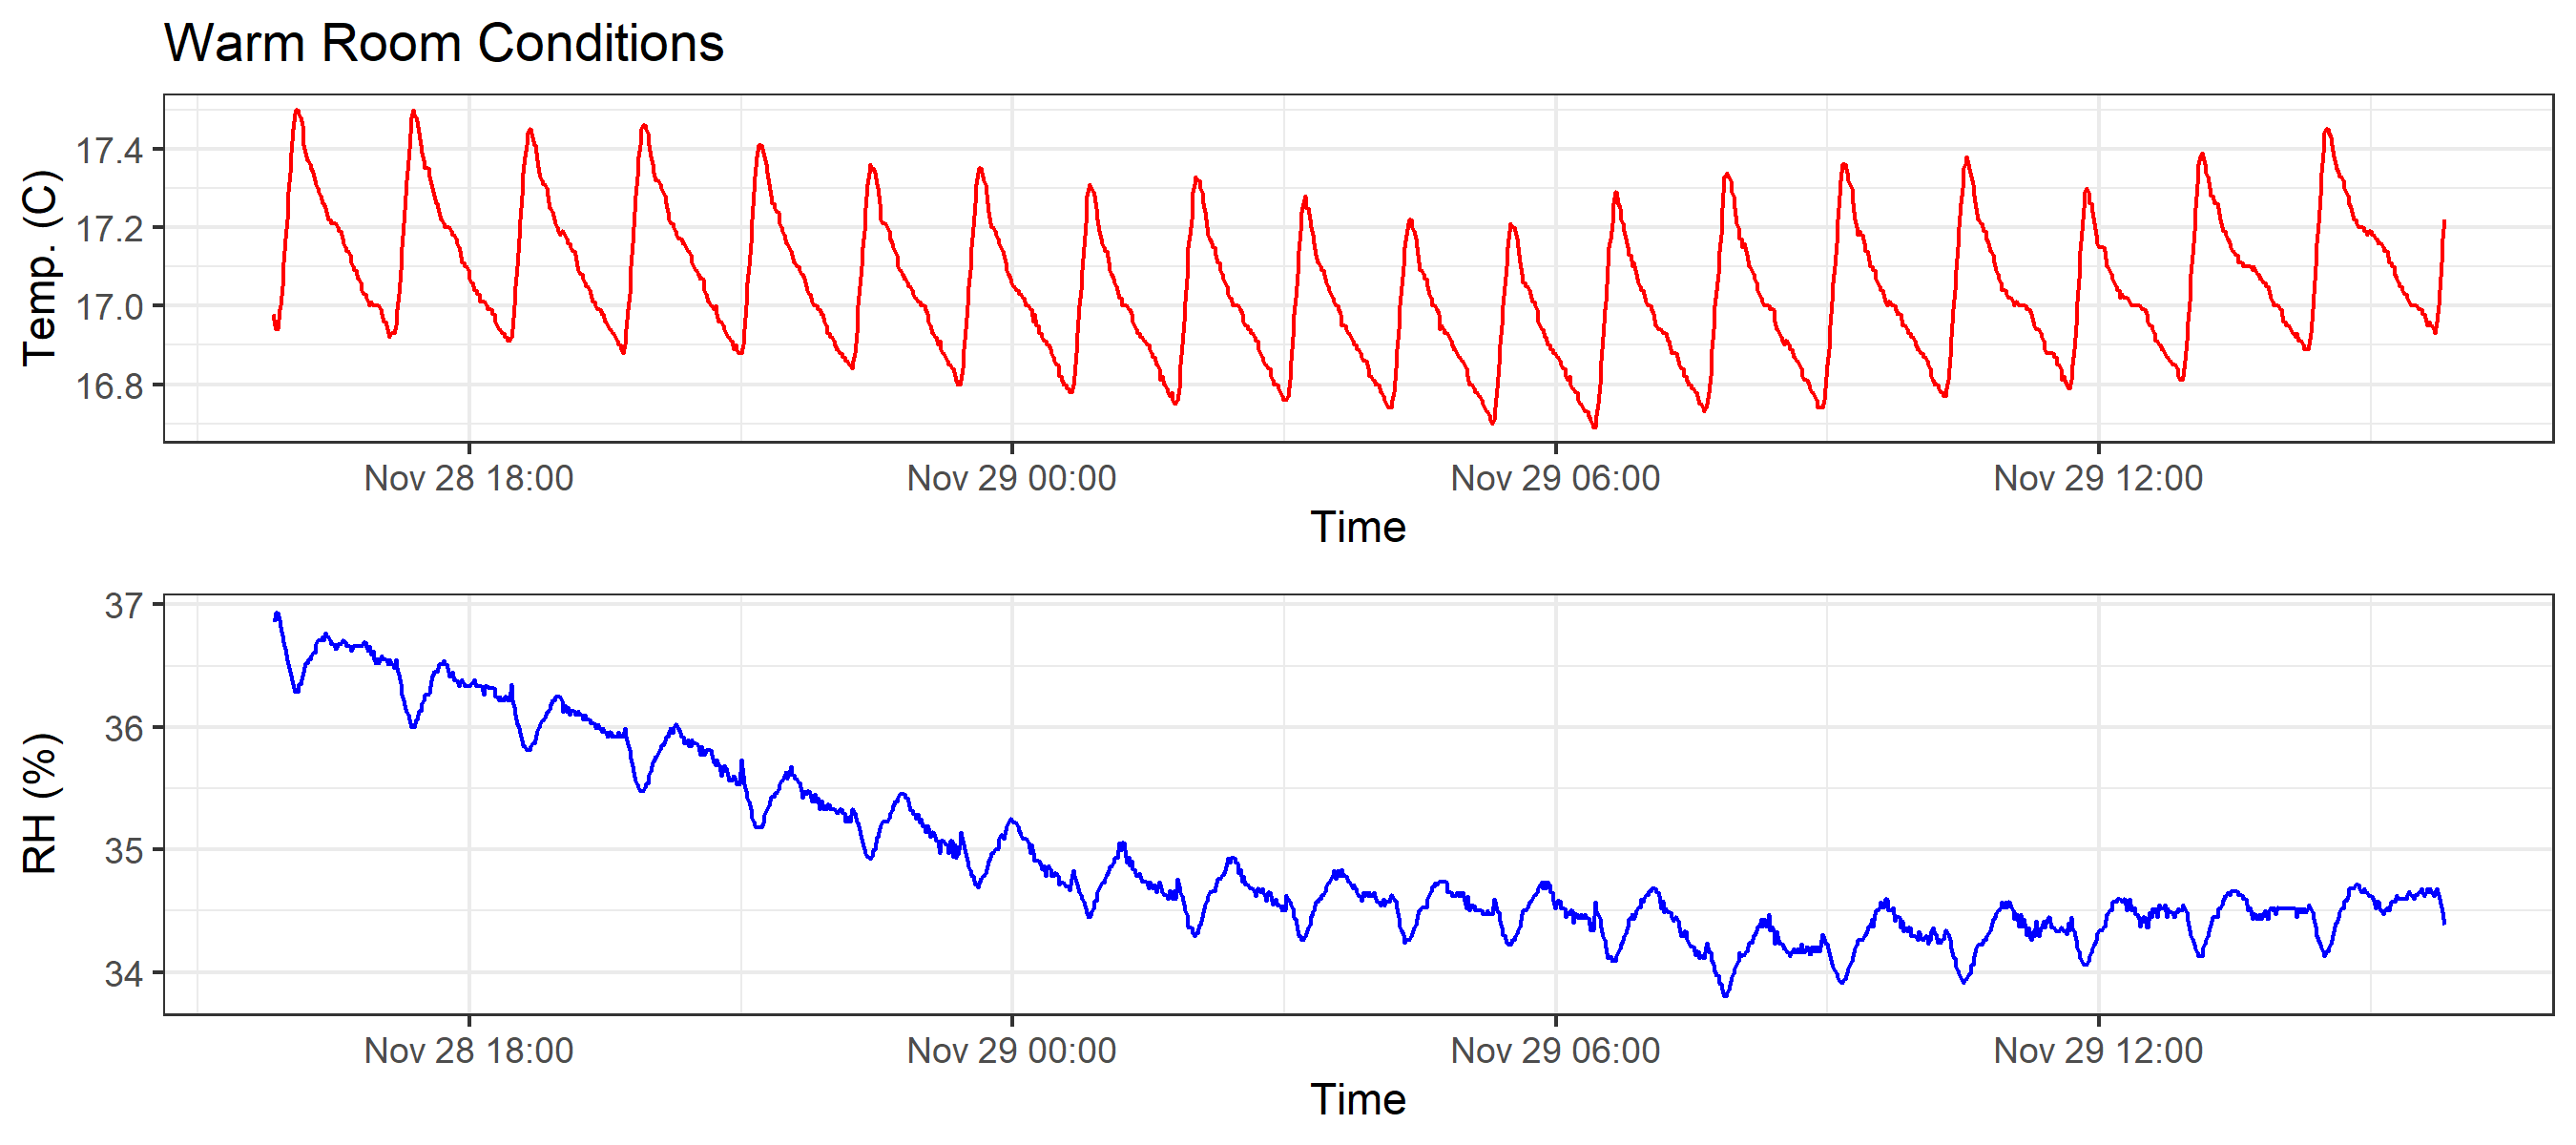 Warm Room Conditions
Temp. (C)
17.4
17.2
17.0
16.8
Nov 28 18:00 Nov 29 00:00 Nov 29 06:00 Nov 29 12:00
Time
RH (%)
37
36
35
34
Nov 28 18:00 Nov 29 00:00 Nov 29 06:00 Nov 29 12:00
Time